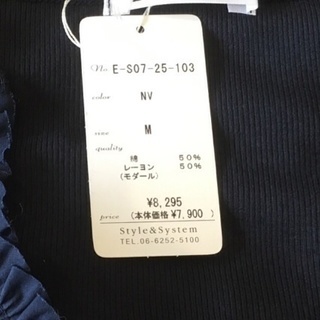 No. E-S07-25-103
color NV
size M
quality
綿 50%
レーヨン 50%
(モダール)
¥8,295
price (本体価格¥7,900)
Style&System
TEL.06-6252-5100